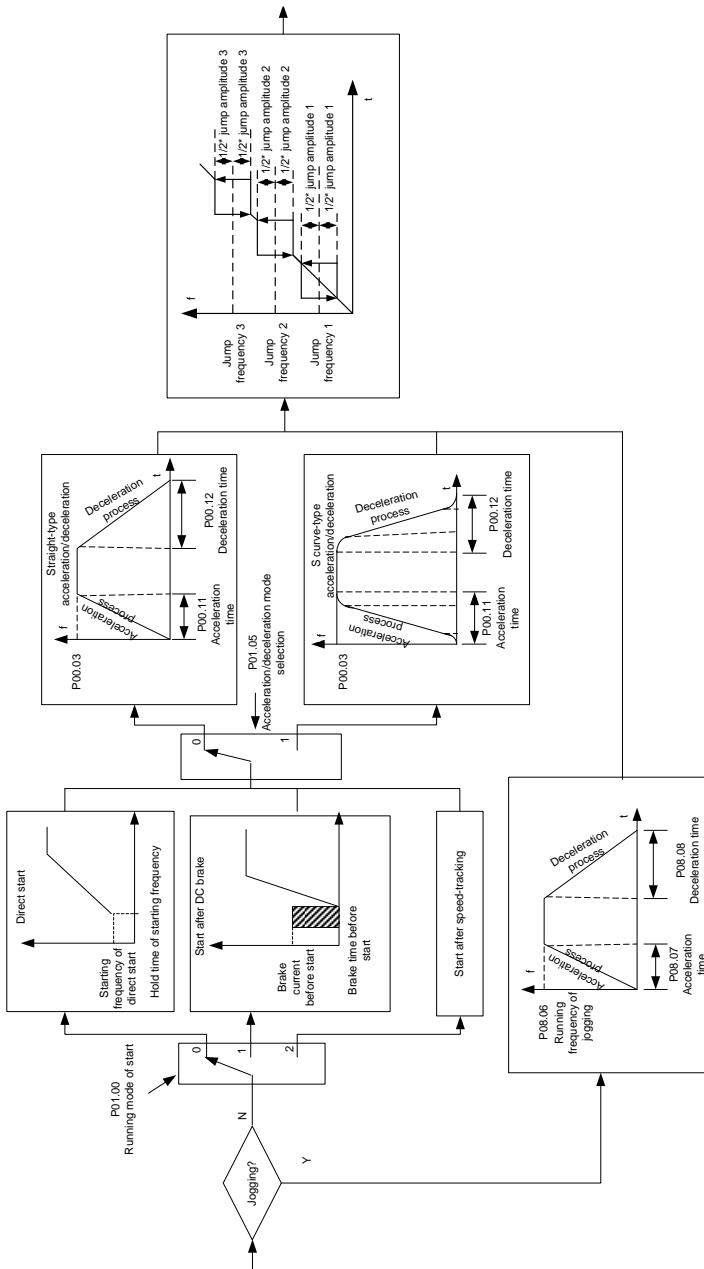 Jogging?
N
Y
P01.00
Running mode of start
0
1
2
Direct start
Starting
frequency of
direct start
Hold time of starting frequency
Start after DC brake
Brake
current
before start
Brake time before
start
Start after speed-tracking
P01.05
Acceleration/deceleration mode
selection
0
1
Straight-type
acceleration/deceleration
f
P00.03
Acceleration
process
Deceleration
process
t
P00.11
Acceleration
time
P00.12
Deceleration time
S curve-type
acceleration/deceleration
f
P00.03
Acceleration
process
Deceleration
process
t
P00.11
Acceleration
time
P00.12
Deceleration time
f
P08.06
Running
frequency of
jogging
Acceleration
process
Deceleration
process
t
P08.07
Acceleration
time
P08.08
Deceleration time
f
Jump
frequency 3
Jump
frequency 2
Jump
frequency 1
1/2* jump amplitude 3
1/2* jump amplitude 3
1/2* jump amplitude 2
1/2* jump amplitude 2
1/2* jump amplitude 1
1/2* jump amplitude 1
t